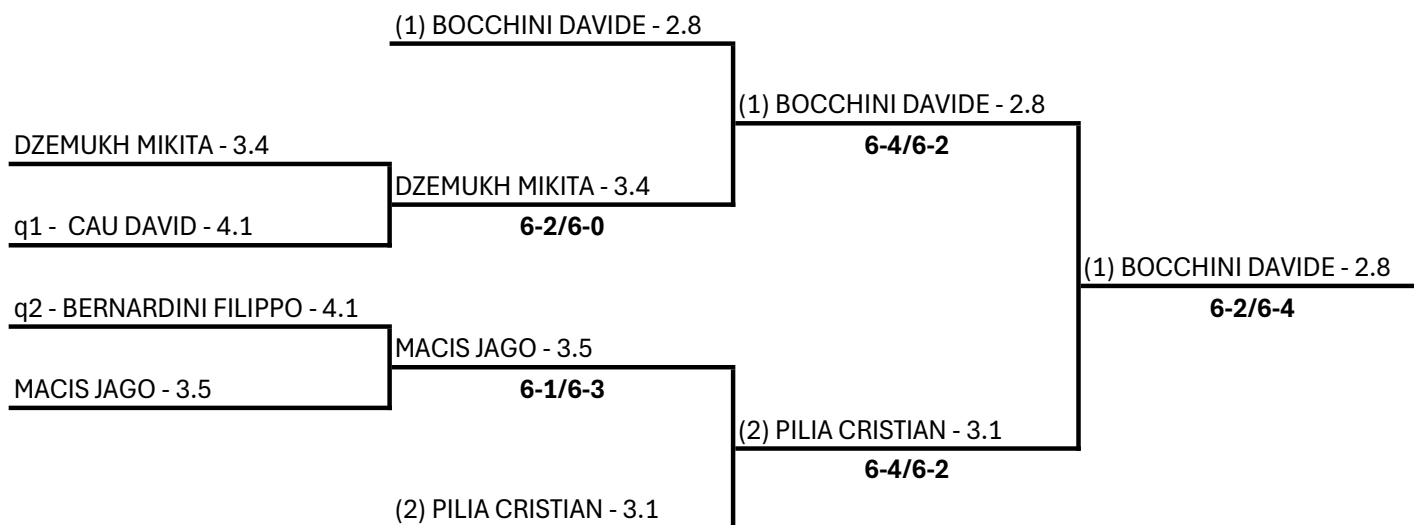 (1) BOCCHINI DAVIDE - 2.8
(1) BOCCHINI DAVIDE - 2.8
DZEMUKH MIKITA - 3.4
6-4/6-2
DZEMUKH MIKITA - 3.4
q1 - CAU DAVID - 4.1
6-2/6-0
(1) BOCCHINI DAVIDE - 2.8
q2 - BERNARDINI FILIPPO - 4.1
6-2/6-4
MACIS JAGO - 3.5
MACIS JAGO - 3.5
6-1/6-3
(2) PILIA CRISTIAN - 3.1
6-4/6-2
(2) PILIA CRISTIAN - 3.1